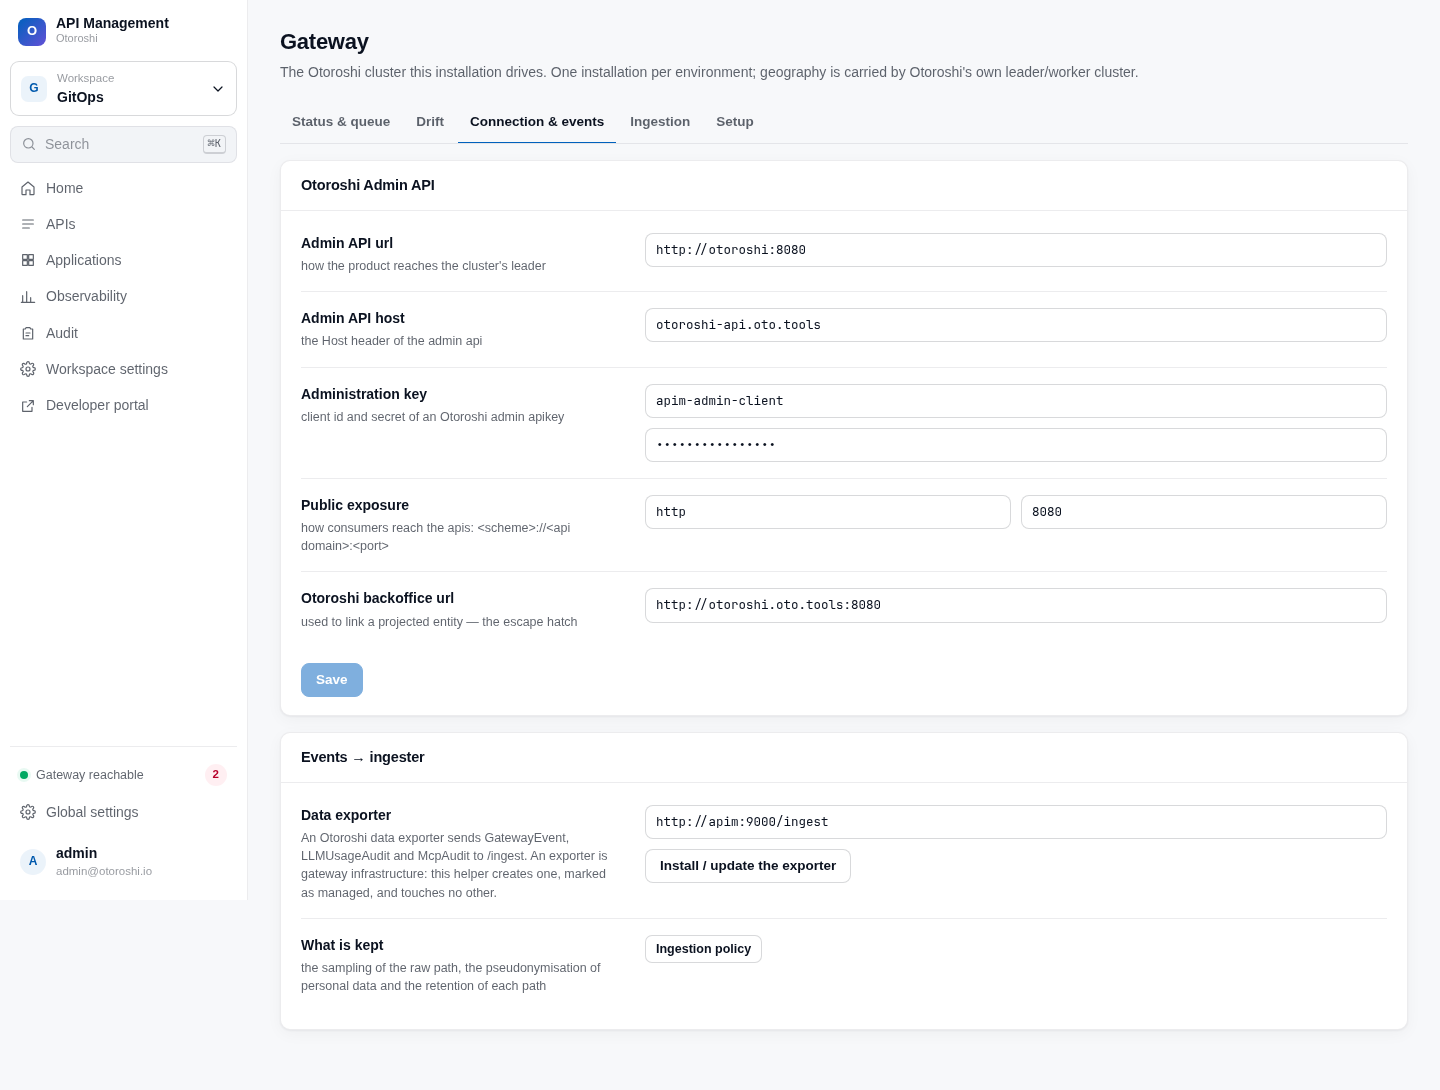 O
API Management
Otoroshi
G
Workspace
GitOps
Search
⌘K
Home
APIs
Applications
Observability
Audit
Workspace settings
Developer portal
Gateway reachable
2
Global settings
A
admin
admin@otoroshi.io
Gateway
The Otoroshi cluster this installation drives. One installation per environment; geography is carried by Otoroshi's own leader/worker cluster.
Status & queue
Drift
Connection & events
Ingestion
Setup
Otoroshi Admin API
Admin API url
how the product reaches the cluster's leader
http://otoroshi:8080
Admin API host
the Host header of the admin api
otoroshi-api.oto.tools
Administration key
client id and secret of an Otoroshi admin apikey
apim-admin-client
••••••••••••••••
Public exposure
how consumers reach the apis: <scheme>://<api
domain>:<port>
http
8080
Otoroshi backoffice url
used to link a projected entity — the escape hatch
http://otoroshi.oto.tools:8080
Save
Events → ingester
Data exporter
An Otoroshi data exporter sends GatewayEvent,
LLMUsageAudit and McpAudit to /ingest. An exporter is
gateway infrastructure: this helper creates one, marked
as managed, and touches no other.
http://apim:9000/ingest
Install / update the exporter
What is kept
the sampling of the raw path, the pseudonymisation of
personal data and the retention of each path
Ingestion policy